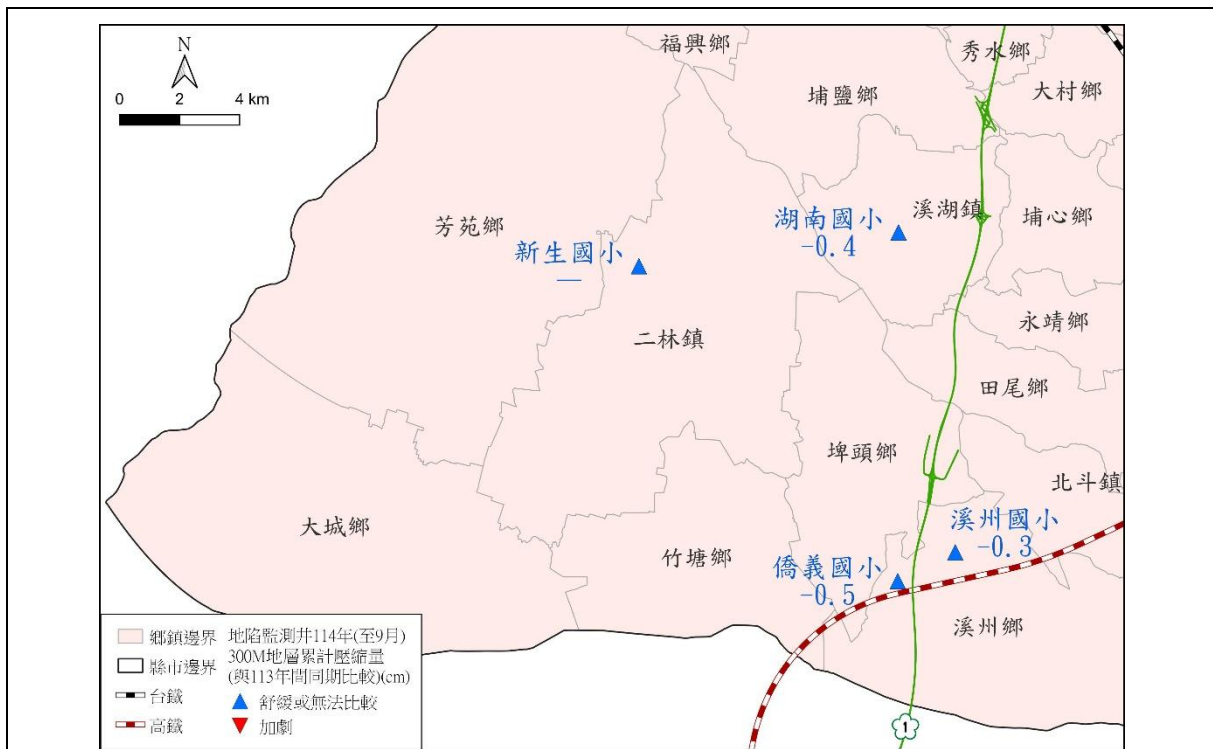 N
0 2 4 km
福興鄉
秀水鄉
大村鄉
埔鹽鄉
芳苑鄉
新生國小
—
湖南國小
-0.4
溪湖鎮
埔心鄉
二林鎮
永靖鄉
田尾鄉
埤頭鄉
北斗鎮
大城鄉
竹塘鄉
溪州國小
-0.3
僑義國小
-0.5
溪州鄉
1
鄉鎮邊界
縣市邊界
台鐵
高鐵
地陷監測井114年(至9月)
300M地層累計壓縮量
(與113年間同期比較)(cm)
舒緩或無法比較
加劇